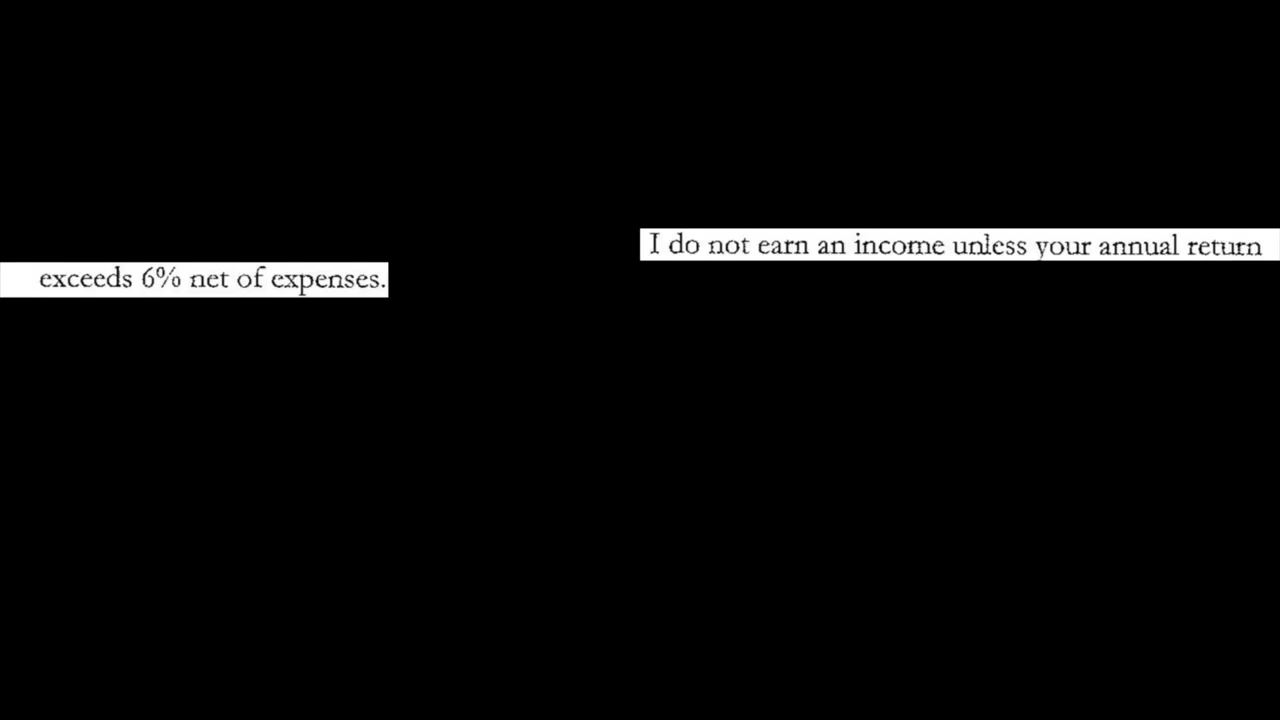 I do not earn an income unless your annual return
exceeds 6% net of expenses.